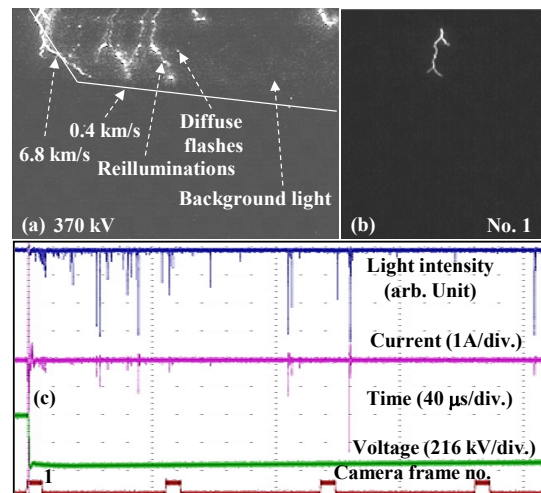 0.4 km/s
6.8 km/s
Diffuse
flashes
Reilluminations
Background light
(a) 370 kV
(b)
No. 1
Light intensity
(arb. Unit)
Current (1A/div.)
(c)
Time (40 µs/div.)
Voltage (216 kV/div.)
1
Camera frame no.